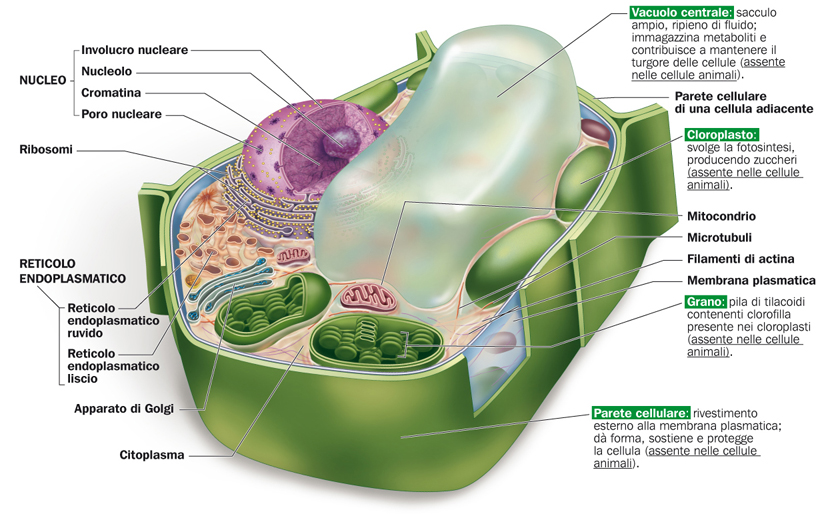 Involucro nucleare
NUCLEO
Nucleolo
Cromatina
Poro nucleare
Ribosomi
RETICOLO
ENDOPLASMATICO
Reticolo
endoplasmatico
ruvido
Reticolo
endoplasmatico
liscio
Apparato di Golgi
Citoplasma
Vacuolo centrale: sacculo
ampio, ripieno di fluido;
immagazzina metaboliti e
contribuisce a mantenere il
turgore delle cellule (assente
nelle cellule animali).
Parete cellulare
di una cellula adiacente
Cloroplasto:
svolge la fotosintesi,
producendo zuccheri
(assente nelle cellule
animali).
Mitocondrio
Microtubuli
Filamenti di actina
Membrana plasmatica
Grano: pila di tilacoidi
contenenti clorofilla
presente nei cloroplasti
(assente nelle cellule
animali).
Parete cellulare: rivestimento
esterno alla membrana plasmatica;
dà forma, sostiene e protegge
la cellula (assente nelle cellule
animali).